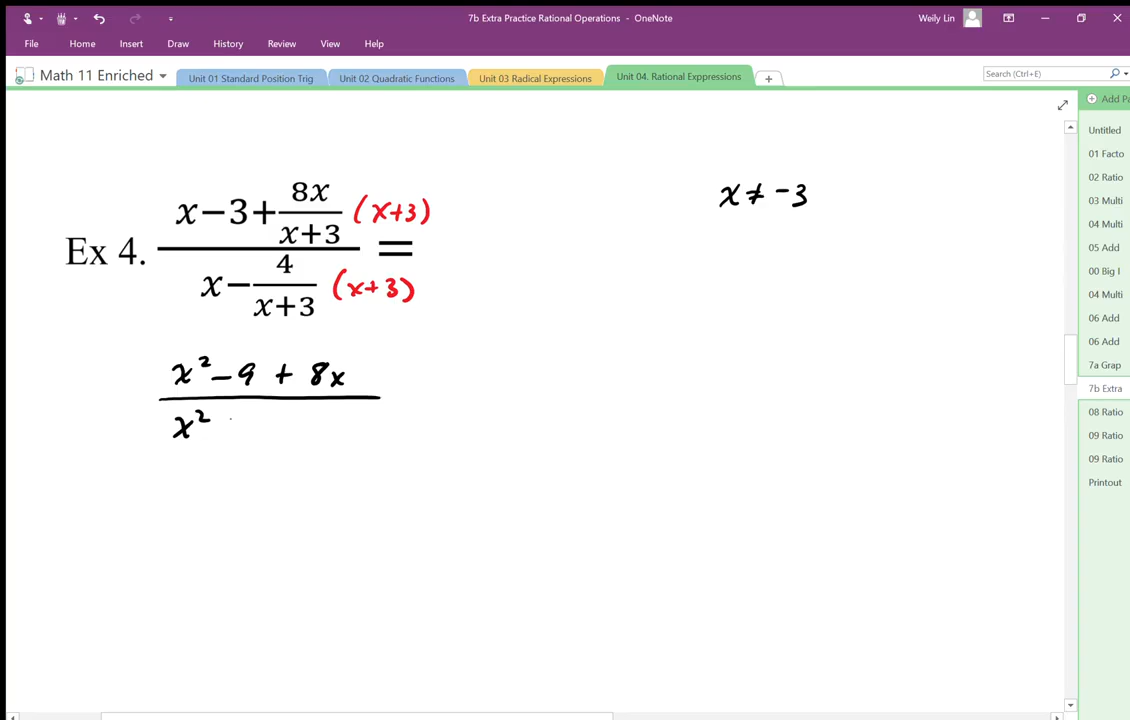 7b Extra Practice Rational Operations - OneNote
Weily Lin
File Home Insert Draw History Review View Help
Math 11 Enriched
Unit 01 Standard Position Trig
Unit 02 Quadratic Functions
Unit 03 Radical Expressions
Unit 04. Rational Exppressions
+
Search (Ctrl+E)
Add Pa
Untitled
01 Facto
02 Ratio
03 Multi
04 Multi
05 Add
00 Big I
04 Multi
06 Add
06 Add
7a Grap
7b Extra
08 Ratio
09 Ratio
09 Ratio
Printout
x ≠ -3
8x
x-3+ (x+3)
x+3
Ex 4. =
4
x- (x+3)
x+3
x² - 9 + 8x
x²